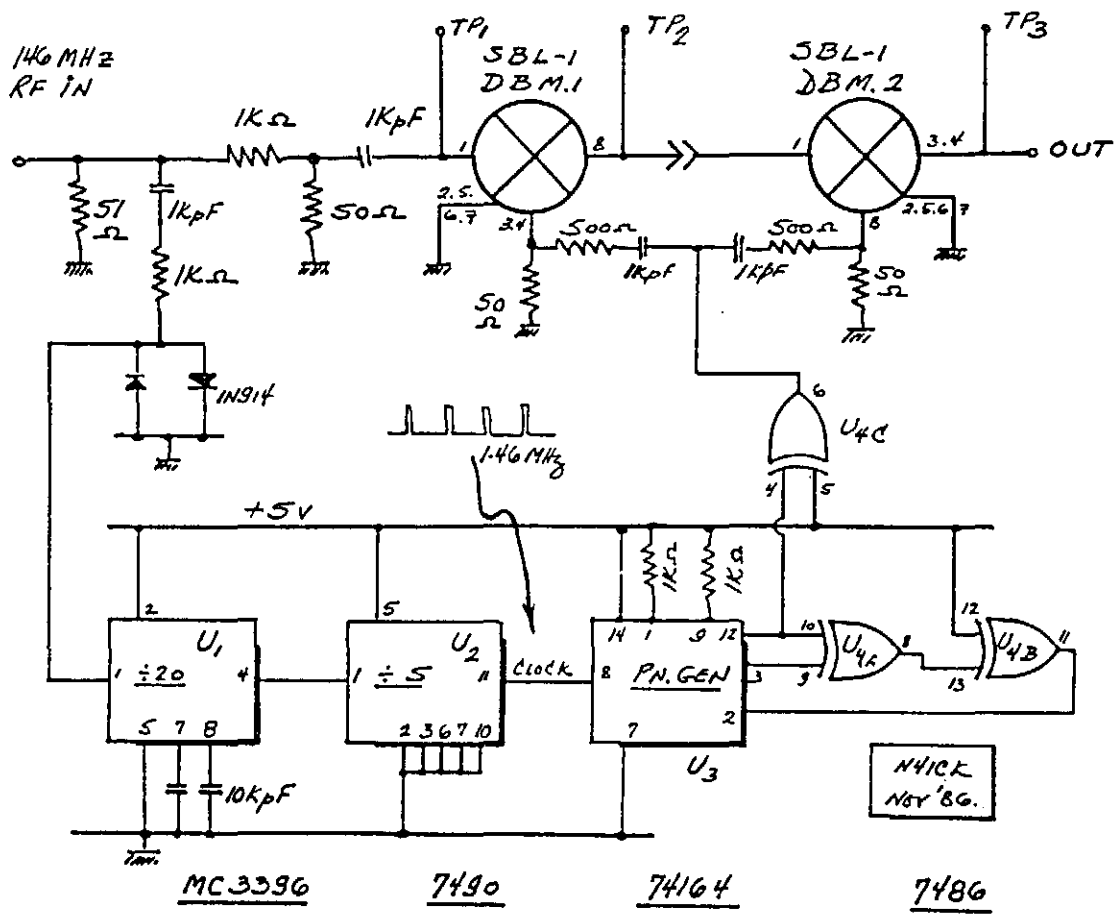 146 MHz
RF IN
TP1
TP2
TP3
SBL-1
DBM.1
SBL-1
DBM.2
1KΩ
1KpF
1
8
1
3.4
OUT
51
Ω
1KpF
50Ω
2.5.
6.7
3.4
500Ω
500Ω
8
2.5.6
7
1KpF
1KpF
1KΩ
50
Ω
50
Ω
1N914
6
U4C
1.46 MHz
4
5
+5V
1KΩ
1KΩ
2
5
14
1
9
12
10
12
U1
U2
U4A
8
U4B
11
1
÷20
4
1
÷5
11
CLOCK
8
PN.GEN
3
9
13
5
7
8
2
3
6
7
10
7
2
U3
10KpF
N4ICK
NOV '86.
MC3396
7490
74164
7486